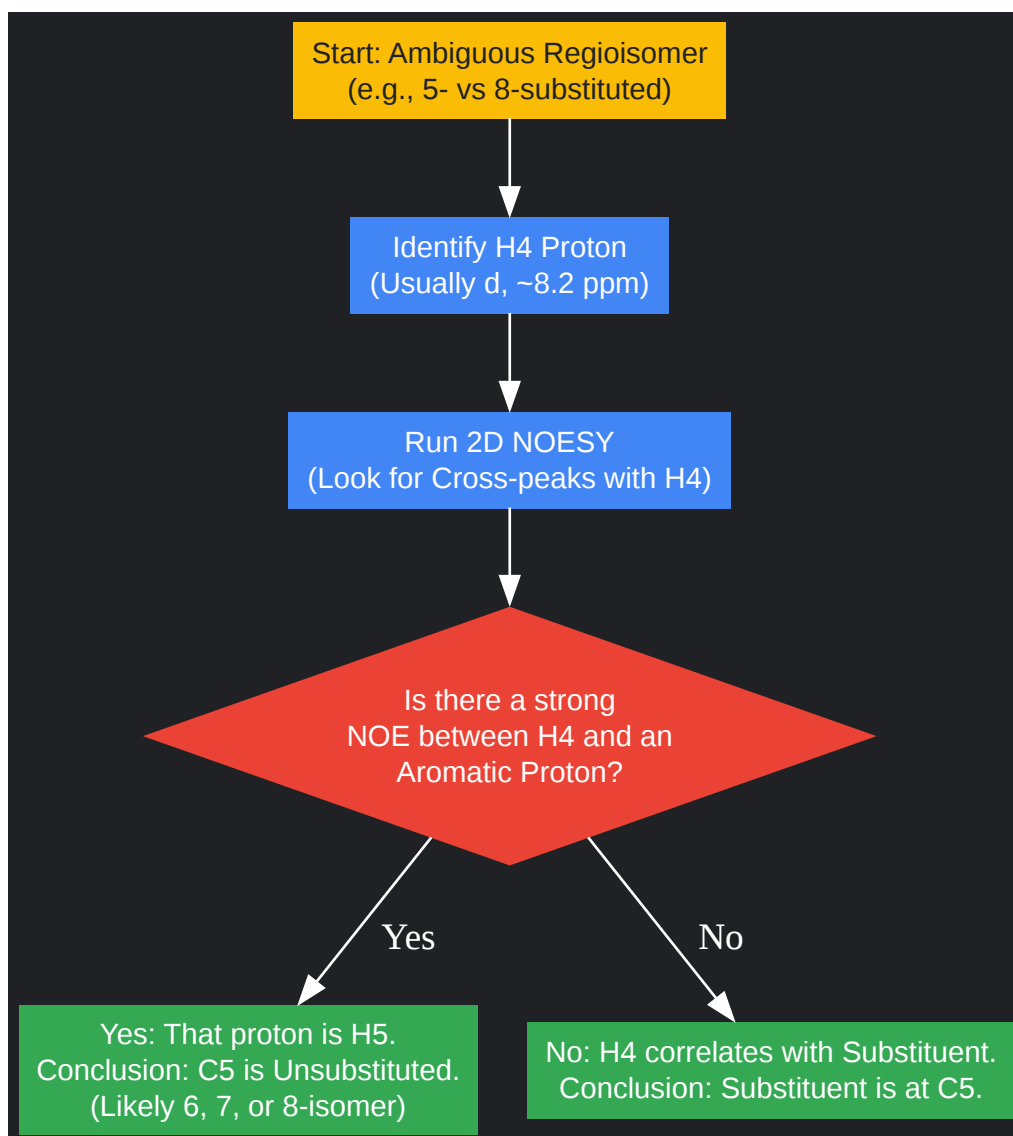 Start: Ambiguous Regioisomer
(e.g., 5- vs 8-substituted)
Identify H4 Proton
(Usually d, ~8.2 ppm)
Run 2D NOESY
(Look for Cross-peaks with H4)
Is there a strong
NOE between H4 and an
Aromatic Proton?
Yes
No
Yes: That proton is H5.
Conclusion: C5 is Unsubstituted.
(Likely 6, 7, or 8-isomer)
No: H4 correlates with Substituent.
Conclusion: Substituent is at C5.